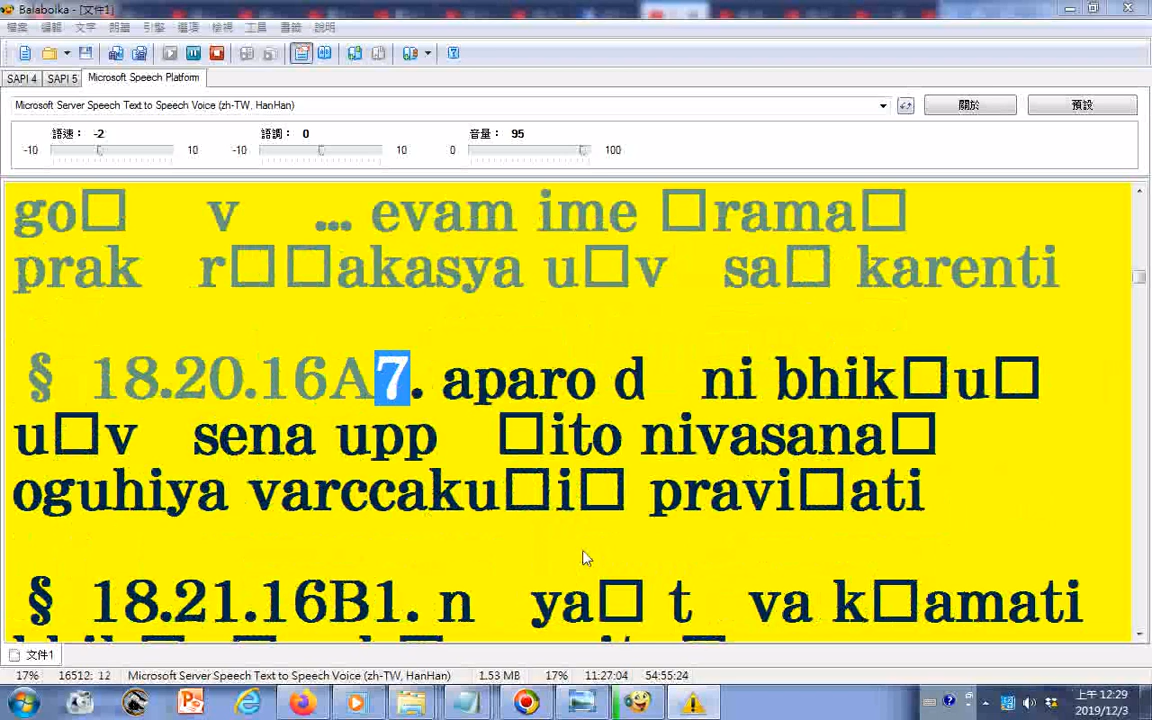 Balabolka - [文件1]
檔案 編輯 文字 朗讀 引擎 選項 檢視 工具 書籤 說明
SAPI 4 SAPI 5 Microsoft Speech Platform
Microsoft Server Speech Text to Speech Voice (zh-TW, HanHan) 關於 預設
語速： -2 語調： 0 音量： 95
-10 10 -10 10 0 100
go□ v ... evam ime □rama□
prak r□□akasya u□v sa□ karenti
§ 18.20.16A7. aparo d ni bhik□u□
u□v sena upp □ito nivasana□
oguhiya varccaku□i□ pravi□ati
§ 18.21.16B1. n ya□ t va k□amati
文件1
17% 16512: 12 Microsoft Server Speech Text to Speech Voice (zh-TW, HanHan) 1.53 MB 17% 11:27:04 54:55:24
上午 12:29
2019/12/3